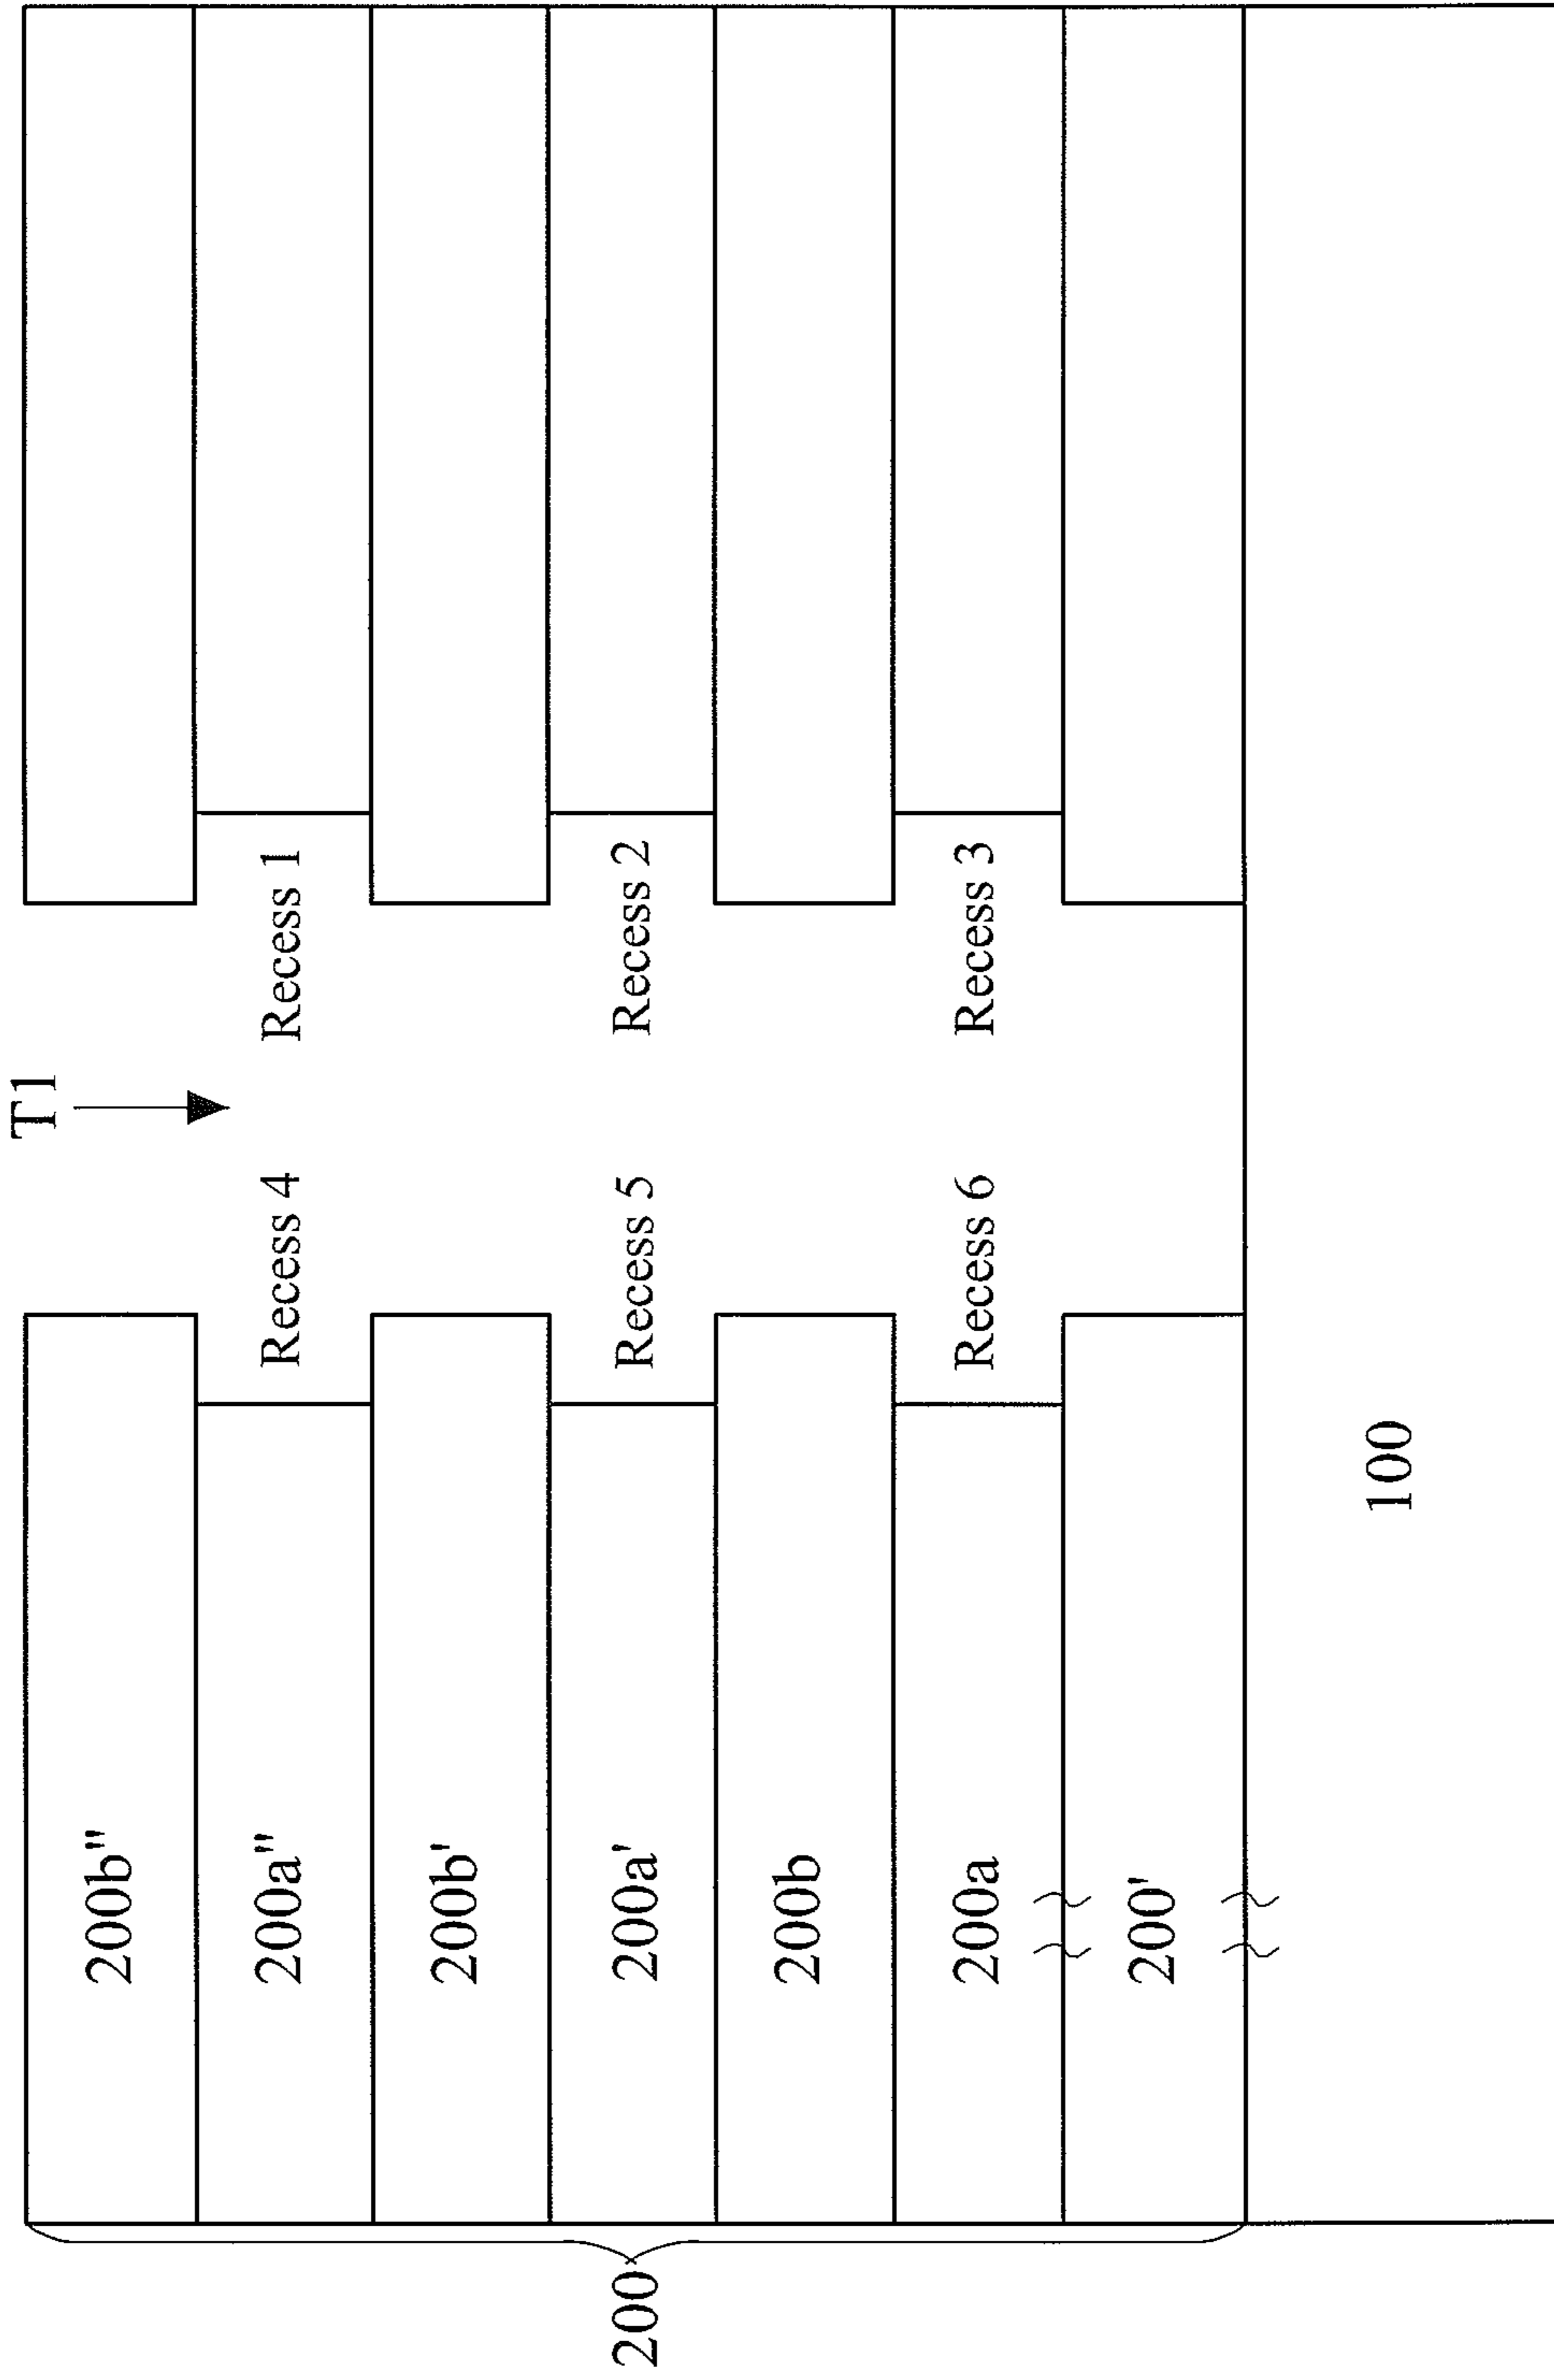 T1
200b"
200a"
Recess 4
Recess 1
200b'
200
200a'
Recess 5
Recess 2
200b
200a
Recess 6
Recess 3
200'
100